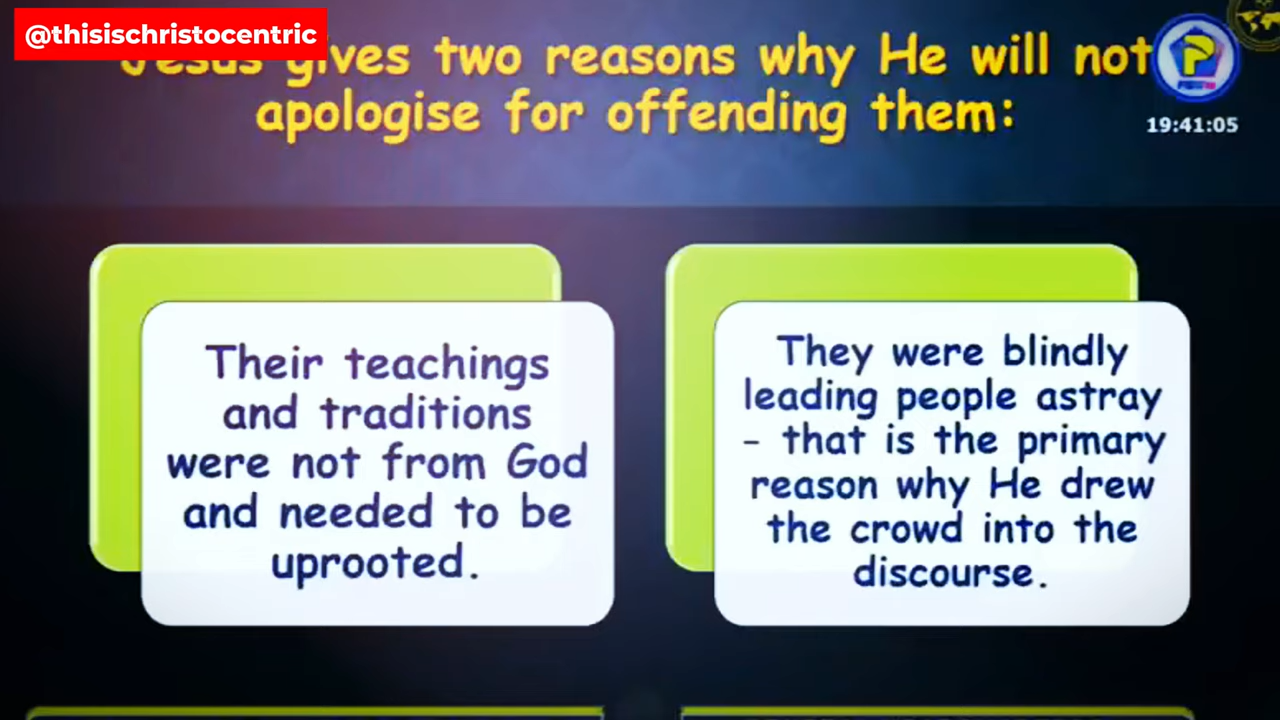 @thisischristocentric
Jesus gives two reasons why He will not
apologise for offending them:
19:41:05
Their teachings
and traditions
were not from God
and needed to be
uprooted.
They were blindly
leading people astray
- that is the primary
reason why He drew
the crowd into the
discourse.